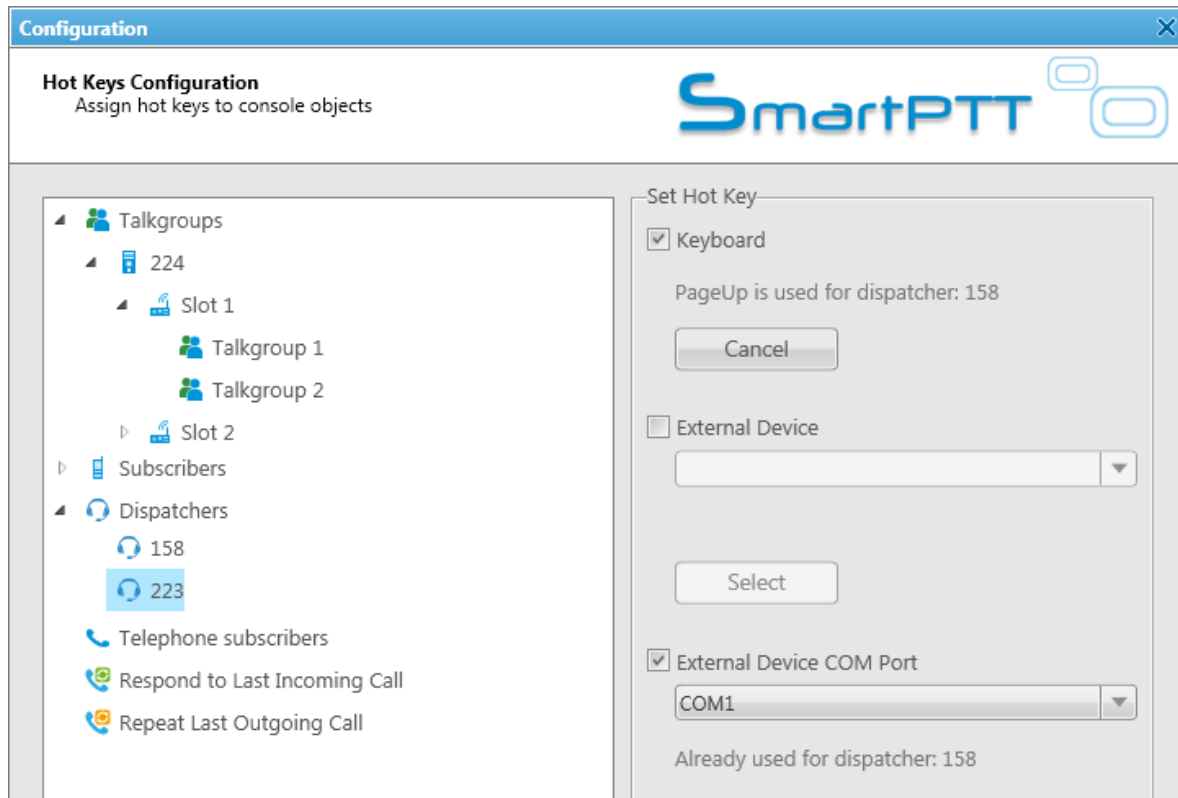 Configuration
Hot Keys Configuration
Assign hot keys to console objects
SmartPTT
Talkgroups
224
Slot 1
Talkgroup 1
Talkgroup 2
Slot 2
Subscribers
Dispatchers
158
223
Telephone subscribers
Respond to Last Incoming Call
Repeat Last Outgoing Call
Set Hot Key
Keyboard
PageUp is used for dispatcher: 158
Cancel
External Device
Select
External Device COM Port
COM1
Already used for dispatcher: 158